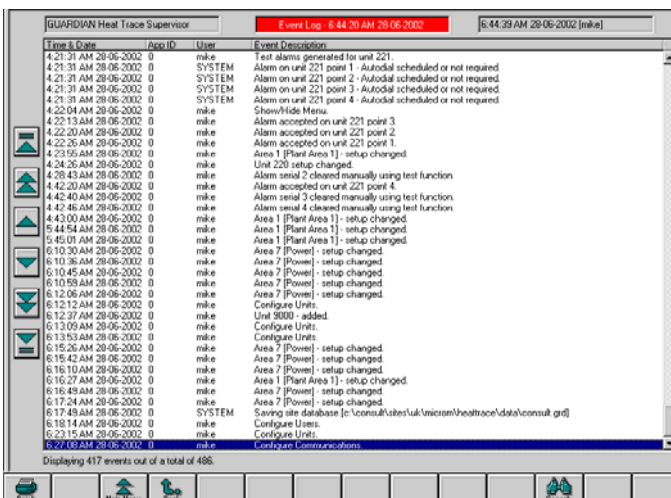 GUARDIAN Heat Trace Supervisor
Event Log - 6:44:20 AM 28-06-2002
6:44:39 AM 28-06-2002 [mike]
Time & Date App ID User Event Description
4:21:31 AM 28-06-2002 0 mike Test alarms generated for unit 221.
4:21:31 AM 28-06-2002 0 SYSTEM Alarm on unit 221 point 1 - Autodial scheduled or not required.
4:21:31 AM 28-06-2002 0 SYSTEM Alarm on unit 221 point 2 - Autodial scheduled or not required.
4:21:31 AM 28-06-2002 0 SYSTEM Alarm on unit 221 point 3 - Autodial scheduled or not required.
4:21:31 AM 28-06-2002 0 SYSTEM Alarm on unit 221 point 4 - Autodial scheduled or not required.
4:22:04 AM 28-06-2002 0 mike Show/Hide Menu.
4:22:13 AM 28-06-2002 0 mike Alarm accepted on unit 221 point 3.
4:22:20 AM 28-06-2002 0 mike Alarm accepted on unit 221 point 2.
4:22:26 AM 28-06-2002 0 mike Alarm accepted on unit 221 point 1.
4:23:55 AM 28-06-2002 0 mike Area 1 [Plant Area 1] - setup changed.
4:24:26 AM 28-06-2002 0 mike Unit 220 setup changed.
4:28:43 AM 28-06-2002 0 mike Alarm serial 2 cleared manually using test function.
4:42:20 AM 28-06-2002 0 mike Alarm accepted on unit 221 point 4.
4:42:40 AM 28-06-2002 0 mike Alarm serial 3 cleared manually using test function.
4:42:46 AM 28-06-2002 0 mike Alarm serial 4 cleared manually using test function.
4:43:00 AM 28-06-2002 0 mike Area 1 [Plant Area 1] - setup changed.
5:44:54 AM 28-06-2002 0 mike Area 1 [Plant Area 1] - setup changed.
5:45:01 AM 28-06-2002 0 mike Area 1 [Plant Area 1] - setup changed.
6:10:30 AM 28-06-2002 0 mike Area 7 [Power] - setup changed.
6:10:36 AM 28-06-2002 0 mike Area 7 [Power] - setup changed.
6:10:45 AM 28-06-2002 0 mike Area 7 [Power] - setup changed.
6:10:59 AM 28-06-2002 0 mike Area 7 [Power] - setup changed.
6:12:06 AM 28-06-2002 0 mike Area 7 [Power] - setup changed.
6:12:12 AM 28-06-2002 0 mike Configure Units.
6:12:37 AM 28-06-2002 0 mike Unit 9000 - added.
6:13:09 AM 28-06-2002 0 mike Configure Units.
6:13:53 AM 28-06-2002 0 mike Configure Units.
6:15:26 AM 28-06-2002 0 mike Area 7 [Power] - setup changed.
6:15:42 AM 28-06-2002 0 mike Area 7 [Power] - setup changed.
6:16:10 AM 28-06-2002 0 mike Area 7 [Power] - setup changed.
6:16:27 AM 28-06-2002 0 mike Area 1 [Plant Area 1] - setup changed.
6:16:49 AM 28-06-2002 0 mike Area 7 [Power] - setup changed.
6:17:24 AM 28-06-2002 0 mike Area 7 [Power] - setup changed.
6:17:49 AM 28-06-2002 0 SYSTEM Saving site database [c:\consult\sites\uk\microm\heattrace\data\consult.grd]
6:18:14 AM 28-06-2002 0 mike Configure Users.
6:23:15 AM 28-06-2002 0 mike Configure Units.
6:27:08 AM 28-06-2002 0 mike Configure Communications.
Displaying 417 events out of a total of 486.